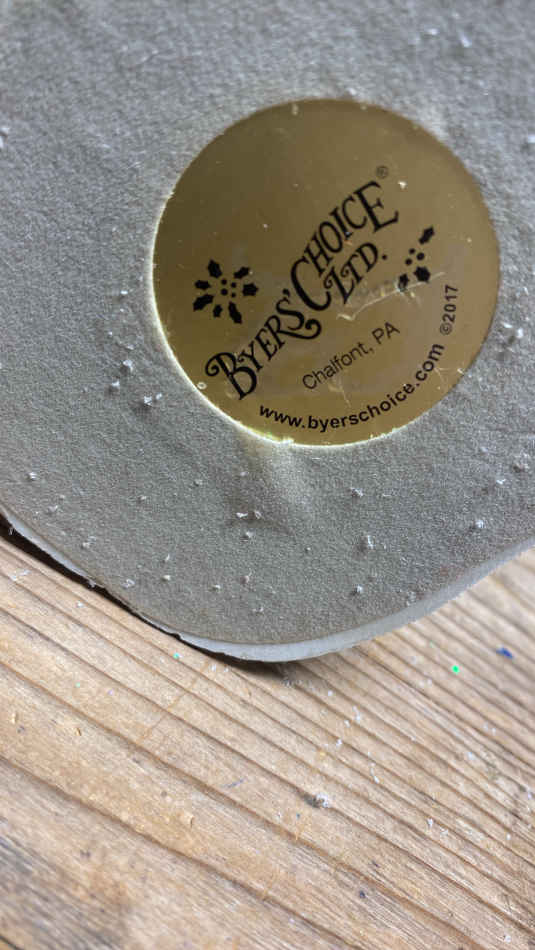 BYERS' CHOICE®
LTD.
Chalfont, PA
www.byerschoice.com ©2017